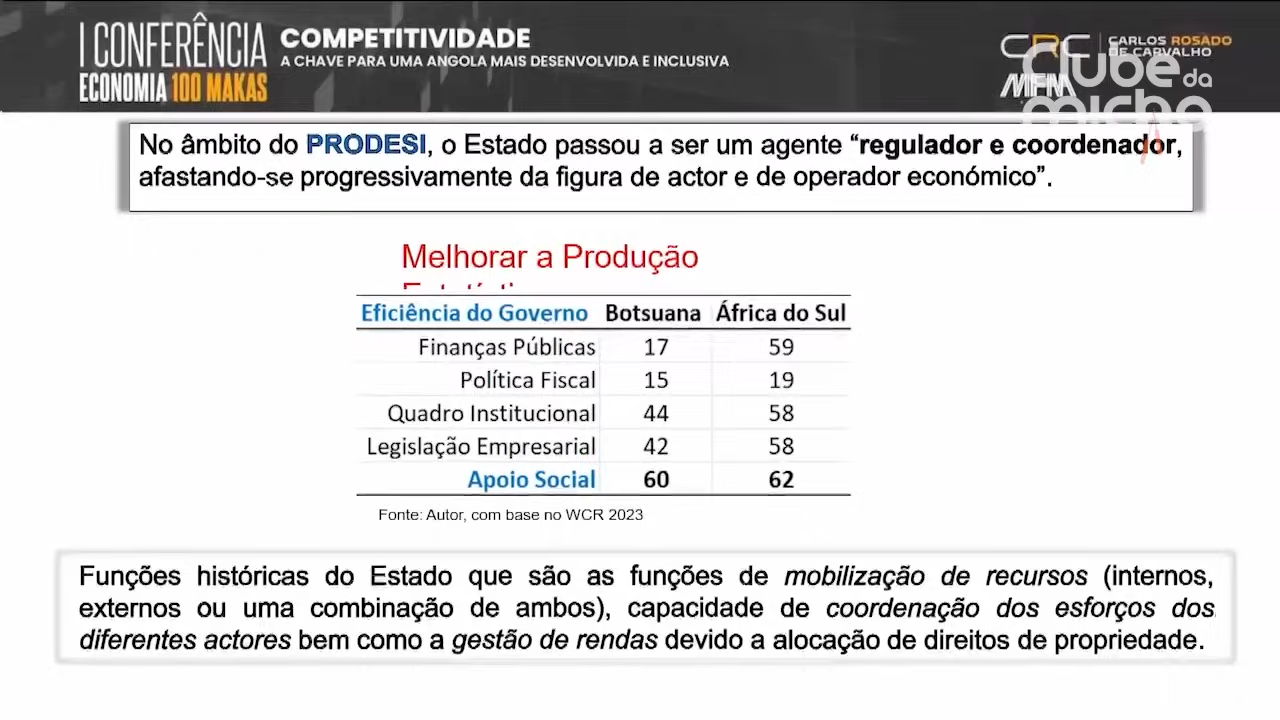 I CONFERÊNCIA
ECONOMIA 100 MAKAS
COMPETITIVIDADE
A CHAVE PARA UMA ANGOLA MAIS DESENVOLVIDA E INCLUSIVA
CRC CARLOS ROSADO
DE CARVALHO
MFM
Clube da
No âmbito do PRODESI, o Estado passou a ser um agente “regulador e coordenador,
afastando-se progressivamente da figura de actor e de operador económico”.
Melhorar a Produção
Eficiência do Governo Botsuana África do Sul
Finanças Públicas 17 59
Política Fiscal 15 19
Quadro Institucional 44 58
Legislação Empresarial 42 58
Apoio Social 60 62
Fonte: Autor, com base no WCR 2023
Funções históricas do Estado que são as funções de mobilização de recursos (internos,
externos ou uma combinação de ambos), capacidade de coordenação dos esforços dos
diferentes actores bem como a gestão de rendas devido a alocação de direitos de propriedade.